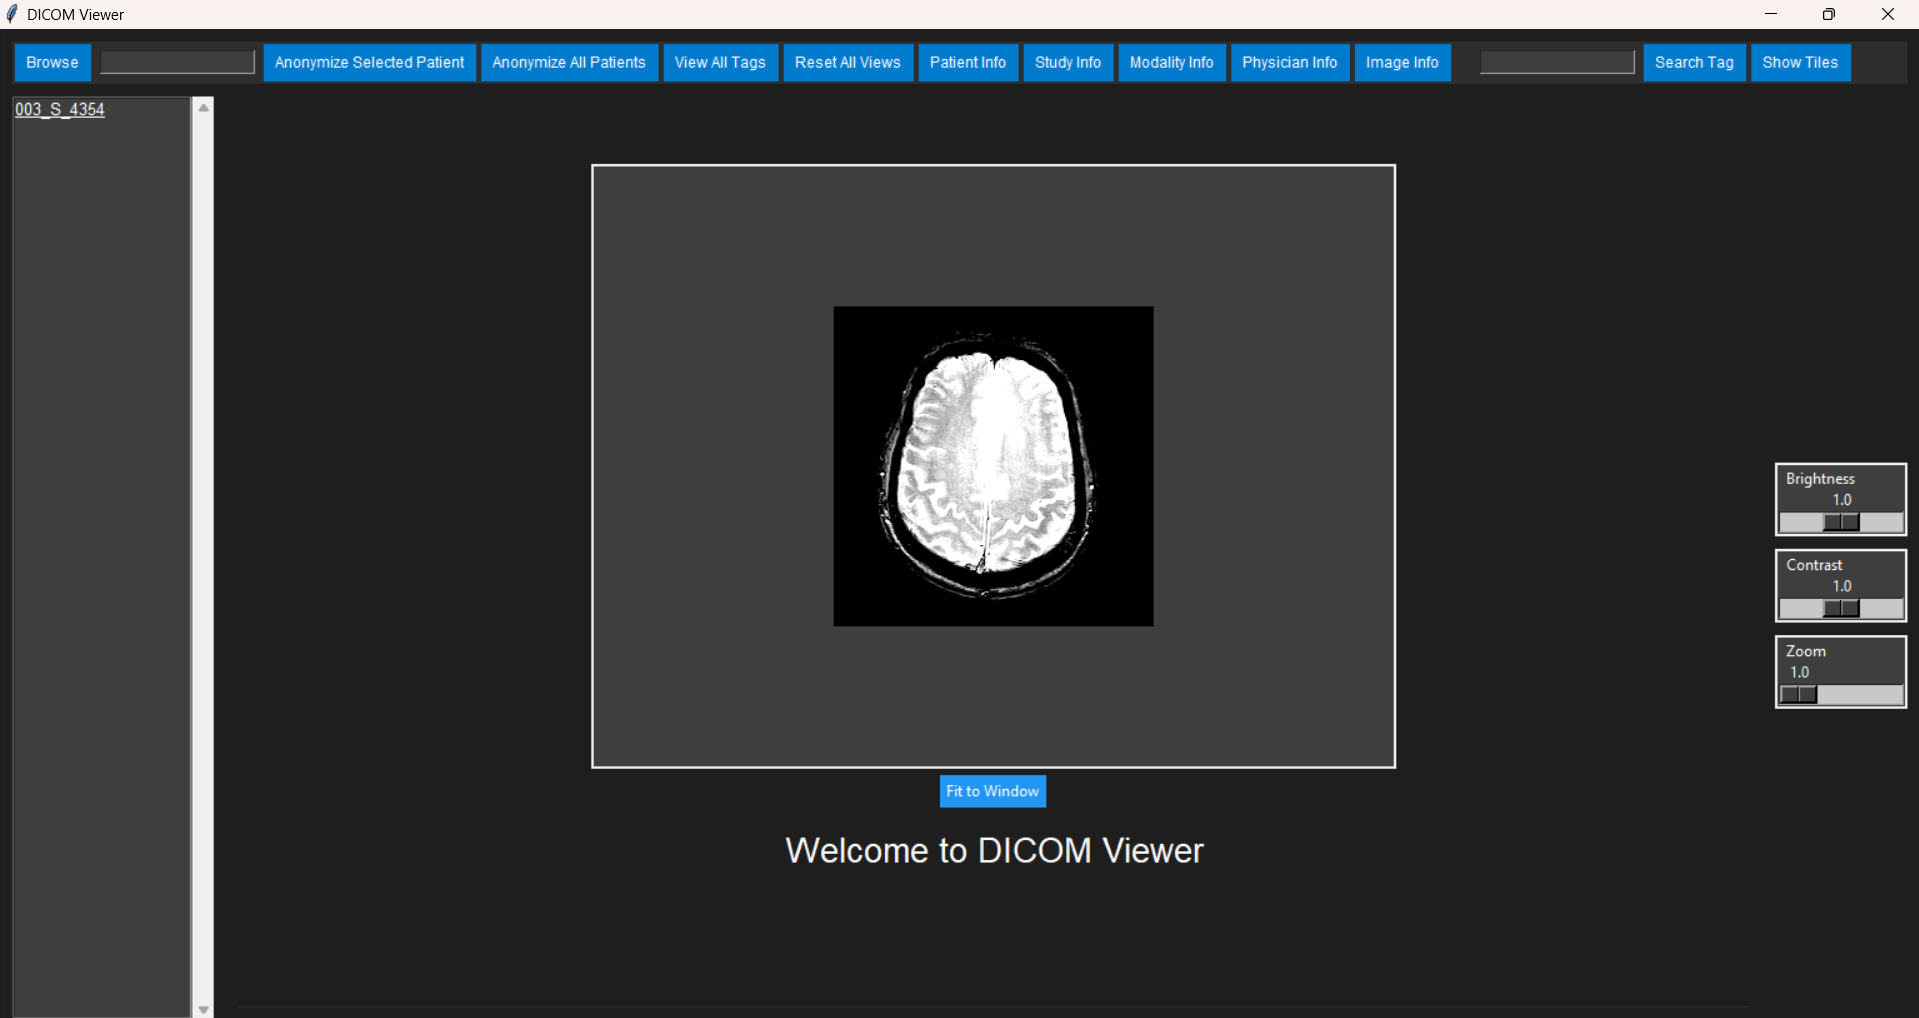 DICOM Viewer
Browse Anonymize Selected Patient Anonymize All Patients View All Tags Reset All Views Patient Info Study Info Modality Info Physician Info Image Info Search Tag Show Tiles
003_S_4354
Brightness
1.0
Contrast
1.0
Zoom
1.0
Fit to Window
Welcome to DICOM Viewer